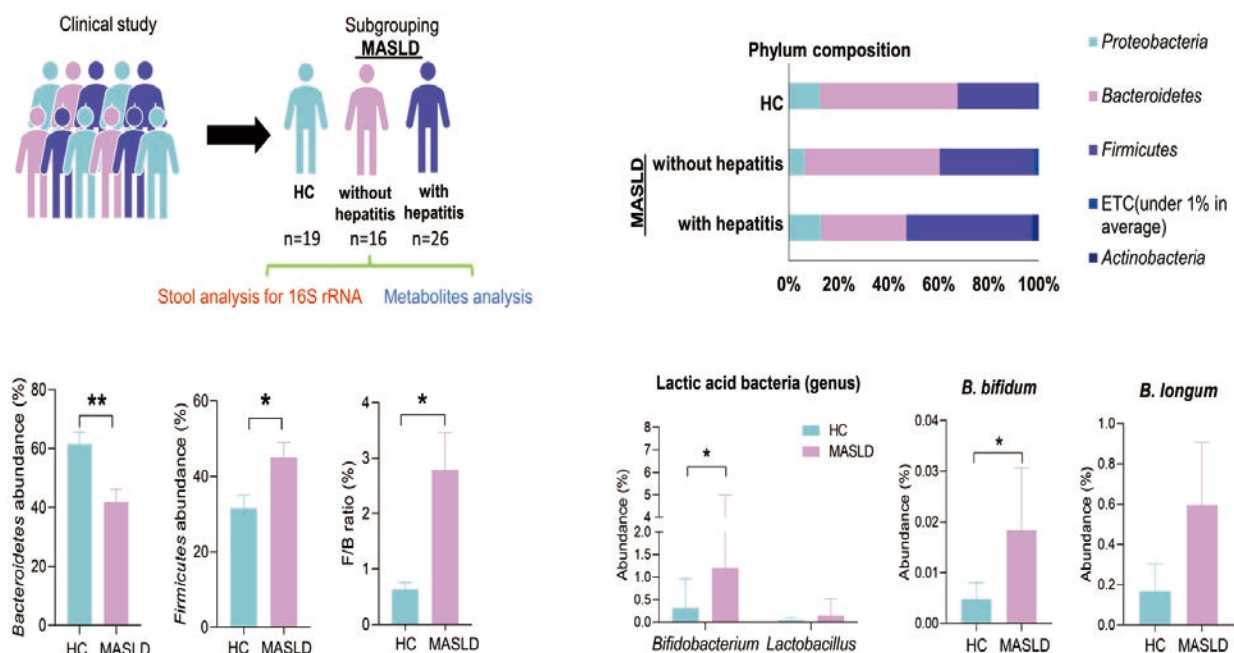 Clinical study
Subgrouping
MASLD
HC
without
hepatitis
with
hepatitis
n=19
n=16
n=26
Stool analysis for 16S rRNA
Metabolites analysis
Phylum composition
HC
MASLD
without hepatitis
with hepatitis
0%
20%
40%
60%
80%
100%
Proteobacteria
Bacteroidetes
Firmicutes
ETC(under 1% in
average)
Actinobacteria
Bacteroidetes abundance (%)
80
60
40
20
0
**
HC
MASLD
Firmicutes abundance (%)
60
40
20
0
*
HC
MASLD
F/B ratio (%)
4
3
2
1
0
*
HC
MASLD
Lactic acid bacteria (genus)
HC
MASLD
Abundance (%)
8
7
6
5
4
2.0
1.5
1.0
0.5
0.0
*
Bifidobacterium
Lactobacillus
B. bifidum
Abundance (%)
0.04
0.03
0.02
0.01
0.00
*
HC
MASLD
B. longum
Abundance (%)
1.0
0.8
0.6
0.4
0.2
0.0
HC
MASLD